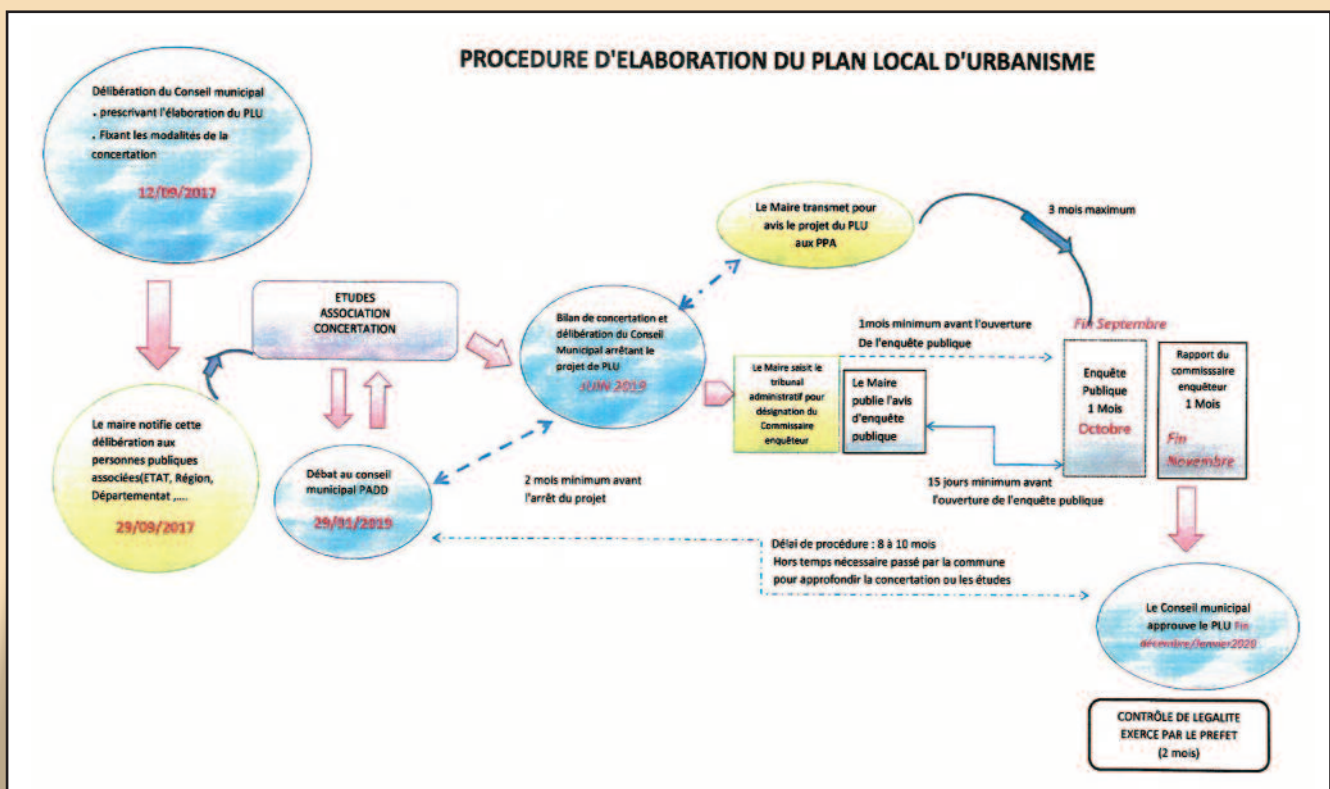 PROCEDURE D'ELABORATION DU PLAN LOCAL D'URBANISME
Délibération du Conseil municipal
. prescrivant l'élaboration du PLU
. Fixant les modalités de la
concertation
12/09/2017
Le maire notifie cette
délibération aux
personnes publiques
associées(ETAT, Région,
Départementat ,....
29/09/2017
ETUDES
ASSOCIATION
CONCERTATION
Débat au conseil
municipal PADD
29/01/2019
Bilan de concertation et
délibération du Conseil
Municipal arrêtant le
projet de PLU
JUIN 2019
2 mois minimum avant
l'arrêt du projet
Le Maire transmet pour
avis le projet du PLU
aux PPA
3 mois maximum
Le Maire saisit le
tribunal
administratif pour
désignation du
Commissaire
enquêteur
Le Maire
publie l'avis
d'enquête
publique
1mois minimum avant l'ouverture
De l'enquête publique
15 jours minimum avant
l'ouverture de l'enquête publique
Fin Septembre
Enquête
Publique
1 Mois
Octobre
Rapport du
commisssaire
enquêteur
1 Mois
Fin
Novembre
Délai de procédure : 8 à 10 mois
Hors temps nécessaire passé par la commune
pour approfondir la concertation ou les études
Le Conseil municipal
approuve le PLU Fin
décembre/Janvier2020
CONTRÔLE DE LEGALITE
EXERCE PAR LE PREFET
(2 mois)